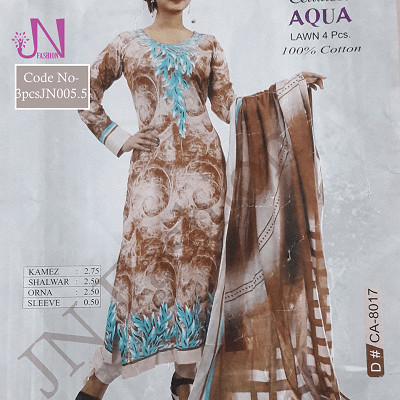 JN
FASHION
Code No-
3pcsJN005.5
AQUA
LAWN 4 Pcs.
100% Cotton
KAMEZ : 2.75
SHALWAR : 2.50
ORNA : 2.50
SLEEVE : 0.50
D# CA-8017
JN